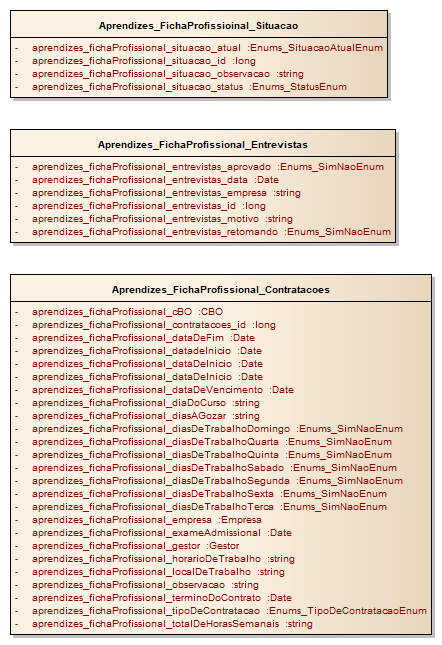 Aprendizes_FichaProfissioinal_Situacao
- aprendizes_fichaProfissional_situacao_atual :Enums_SituacaoAtualEnum
- aprendizes_fichaProfissional_situacao_id :long
- aprendizes_fichaProfissional_situacao_observacao :string
- aprendizes_fichaProfissional_situacao_status :Enums_StatusEnum
Aprendizes_FichaProfissional_Entrevistas
- aprendizes_fichaProfissional_entrevistas_aprovado :Enums_SimNaoEnum
- aprendizes_fichaProfissional_entrevistas_data :Date
- aprendizes_fichaProfissional_entrevistas_empresa :string
- aprendizes_fichaProfissional_entrevistas_id :long
- aprendizes_fichaProfissional_entrevistas_motivo :string
- aprendizes_fichaProfissional_entrevistas_retomando :Enums_SimNaoEnum
Aprendizes_FichaProfissional_Contratacoes
- aprendizes_fichaProfissional_cBO :CBO
- aprendizes_fichaProfissional_contratacoes_id :long
- aprendizes_fichaProfissional_dataDeFim :Date
- aprendizes_fichaProfissional_datadeInicio :Date
- aprendizes_fichaProfissional_dataDeInicio :Date
- aprendizes_fichaProfissional_dataDeInicio :Date
- aprendizes_fichaProfissional_dataDeVencimento :Date
- aprendizes_fichaProfissional_diaDoCurso :string
- aprendizes_fichaProfissional_diasAGozar :string
- aprendizes_fichaProfissional_diasDeTrabalhoDomingo :Enums_SimNaoEnum
- aprendizes_fichaProfissional_diasDeTrabalhoQuarta :Enums_SimNaoEnum
- aprendizes_fichaProfissional_diasDeTrabalhoQuinta :Enums_SimNaoEnum
- aprendizes_fichaProfissional_diasDeTrabalhoSabado :Enums_SimNaoEnum
- aprendizes_fichaProfissional_diasDeTrabalhoSegunda :Enums_SimNaoEnum
- aprendizes_fichaProfissional_diasDeTrabalhoSexta :Enums_SimNaoEnum
- aprendizes_fichaProfissional_diasDeTrabalhoTerca :Enums_SimNaoEnum
- aprendizes_fichaProfissional_empresa :Empresa
- aprendizes_fichaProfissional_exameAdmissional :Date
- aprendizes_fichaProfissional_gestor :Gestor
- aprendizes_fichaProfissional_horarioDeTrabalho :string
- aprendizes_fichaProfissional_localDeTrabalho :string
- aprendizes_fichaProfissional_observacao :string
- aprendizes_fichaProfissional_terminoDoContrato :Date
- aprendizes_fichaProfissional_tipoDeContratacao :Enums_TipoDeContratacaoEnum
- aprendizes_fichaProfissional_totalDeHorasSemanais :string